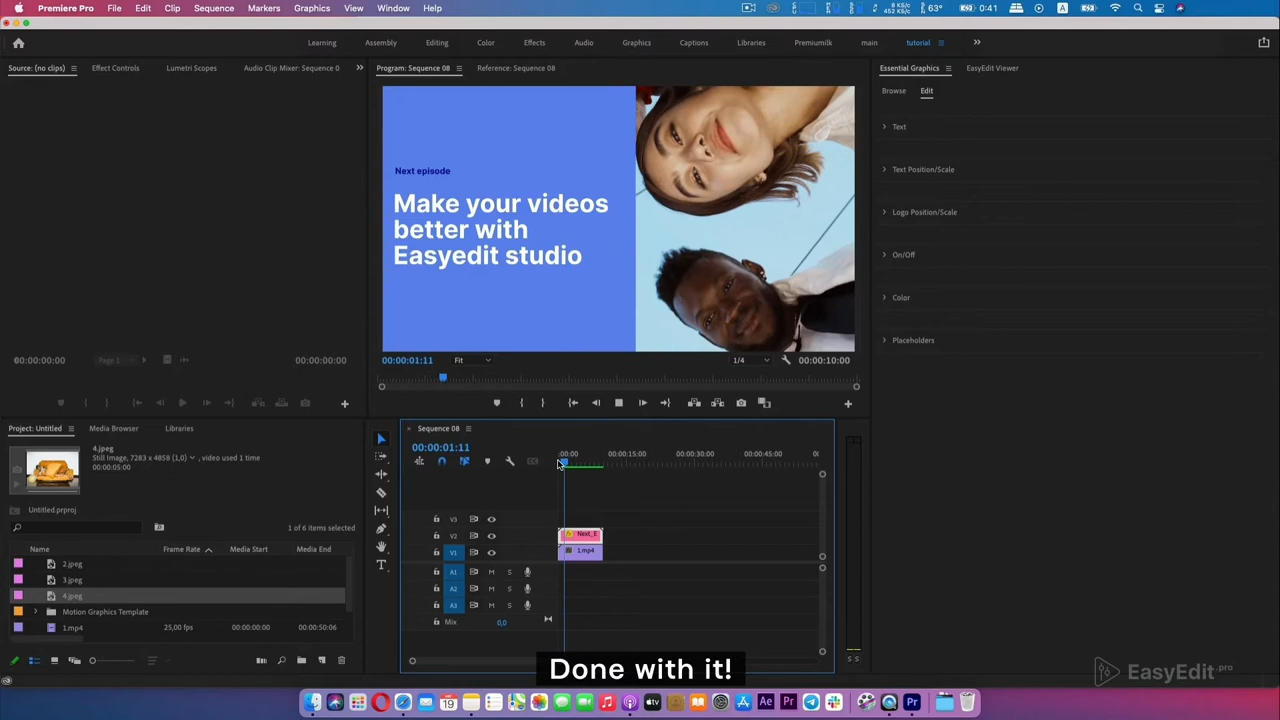 Premiere Pro File Edit Clip Sequence Markers Graphics View Window Help 63° 0:41
Learning Assembly Editing Color Effects Audio Graphics Captions Libraries Premiumilk main tutorial
Source: (no clips) Effect Controls Lumetri Scopes Audio Clip Mixer: Sequence 0
Program: Sequence 08 Reference: Sequence 08
Essential Graphics EasyEdit Viewer
Browse Edit
Text
Text Position/Scale
Logo Position/Scale
On/Off
Color
Placeholders
Next episode
Make your videos
better with
Easyedit studio
00:00:00:00 Page 1 00:00:00:00
00:00:01:11 Fit 1/4 00:00:10:00
Project: Untitled Media Browser Libraries
4.jpeg
Still Image, 7283 x 4858 (1,0) , video used 1 time
00:00:05:00
Untitled.prproj
1 of 6 items selected
Name Frame Rate Media Start Media End
2.jpeg
3.jpeg
4.jpeg
Motion Graphics Template
1.mp4 25,00 fps 00:00:00:00 00:00:50:06
Sequence 08
00:00:01:11
:00:00 00:00:15:00 00:00:30:00 00:00:45:00
V3
V2 Next_E
V1 1.mp4
A1 M S
A2 M S
A3 M S
Mix 0,0
S S
Done with it!
EasyEdit.pro